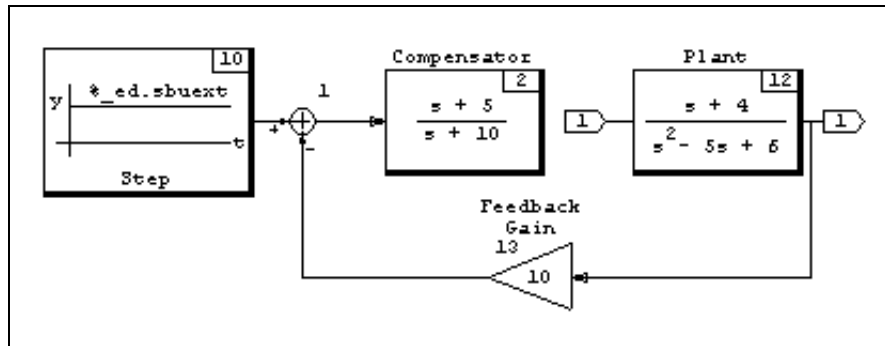 10
y
%_ed.sbuext
t
Step
1
+
-
Compensator
2
s + 5
s + 10
1
Plant
12
s + 4
s² - 5s + 6
1
Feedback
Gain
13
10